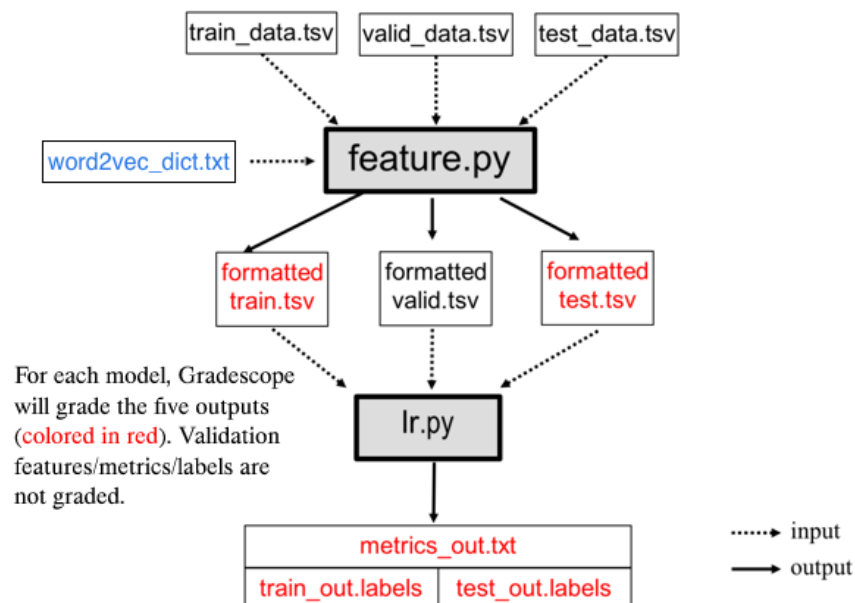 train_data.tsv
valid_data.tsv
test_data.tsv
word2vec_dict.txt
feature.py
formatted
train.tsv
formatted
valid.tsv
formatted
test.tsv
For each model, Gradescope
will grade the five outputs
(colored in red). Validation
features/metrics/labels are
not graded.
lr.py
metrics_out.txt
train_out.labels
test_out.labels
input
output